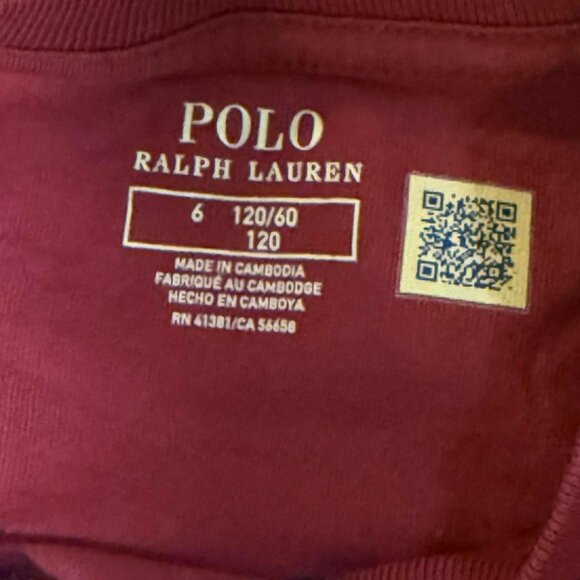 POLO
RALPH LAUREN
6 120/60
120
MADE IN CAMBODIA
FABRIQUÉ AU CAMBODGE
HECHO EN CAMBOYA
RN 41381/CA 56658